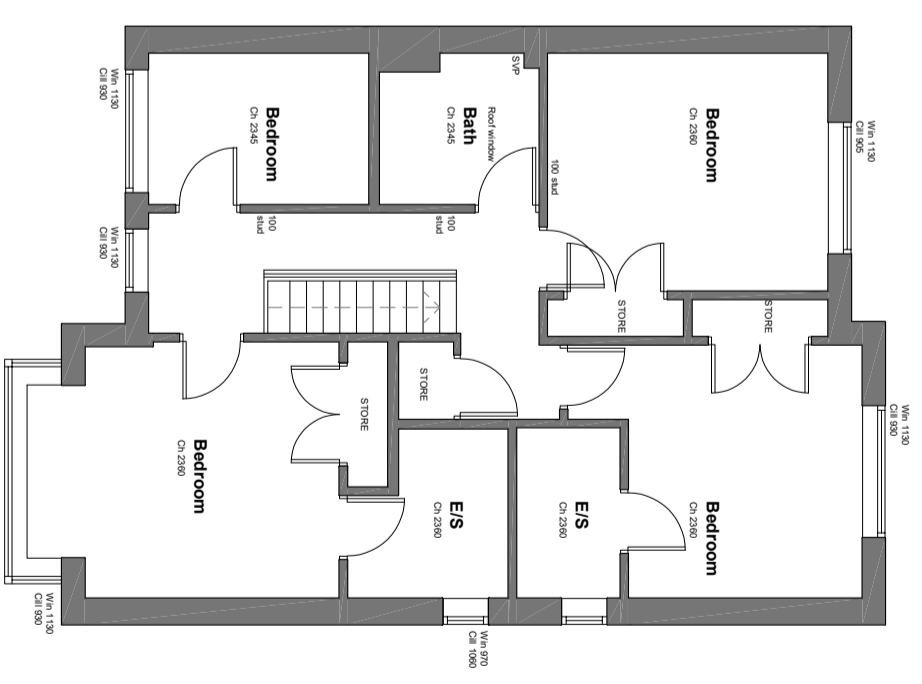 Win 1130
Cill 930
Bedroom
Ch 2345
SVP
Roof window
Bath
Ch 2345
100 stud
Bedroom
Ch 2360
Win 1130
Cill 905
100
stud
100
stud
Win 1130
Cill 930
STORE
STORE
STORE
STORE
Bedroom
Ch 2360
E/S
Ch 2360
E/S
Ch 2360
Bedroom
Ch 2360
Win 1130
Cill 930
Win 1130
Cill 930
Win 970
Cill 1060